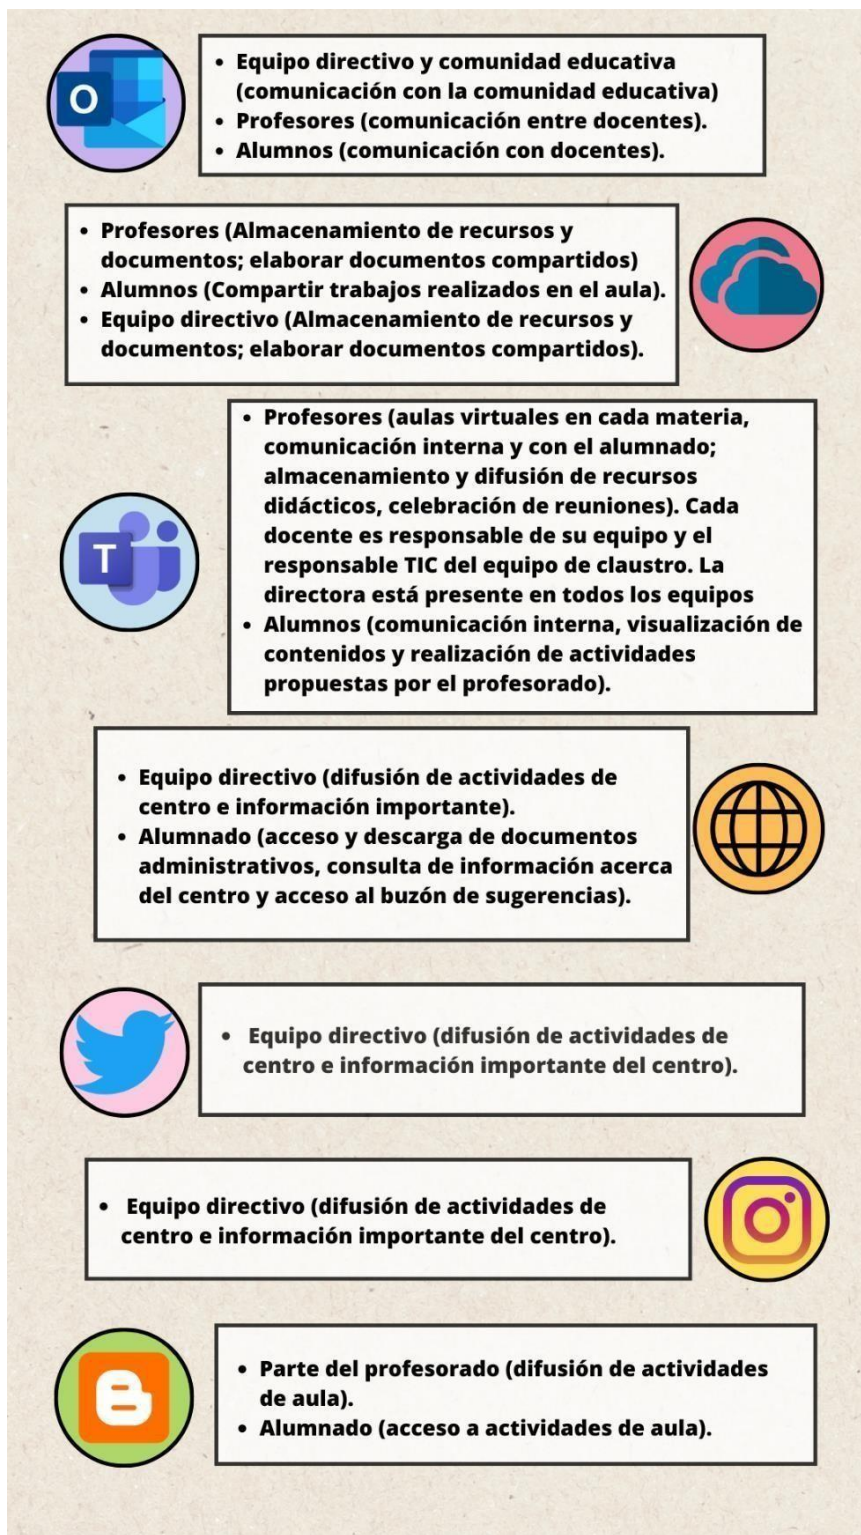 O
• Equipo directivo y comunidad educativa
(comunicación con la comunidad educativa)
• Profesores (comunicación entre docentes).
• Alumnos (comunicación con docentes).
• Profesores (Almacenamiento de recursos y
documentos; elaborar documentos compartidos)
• Alumnos (Compartir trabajos realizados en el aula).
• Equipo directivo (Almacenamiento de recursos y
documentos; elaborar documentos compartidos).
T
• Profesores (aulas virtuales en cada materia,
comunicación interna y con el alumnado;
almacenamiento y difusión de recursos
didácticos, celebración de reuniones). Cada
docente es responsable de su equipo y el
responsable TIC del equipo de claustro. La
directora está presente en todos los equipos
• Alumnos (comunicación interna, visualización de
contenidos y realización de actividades
propuestas por el profesorado).
• Equipo directivo (difusión de actividades de
centro e información importante).
• Alumnado (acceso y descarga de documentos
administrativos, consulta de información acerca
del centro y acceso al buzón de sugerencias).
• Equipo directivo (difusión de actividades de
centro e información importante del centro).
• Equipo directivo (difusión de actividades de
centro e información importante del centro).
• Parte del profesorado (difusión de actividades
de aula).
• Alumnado (acceso a actividades de aula).